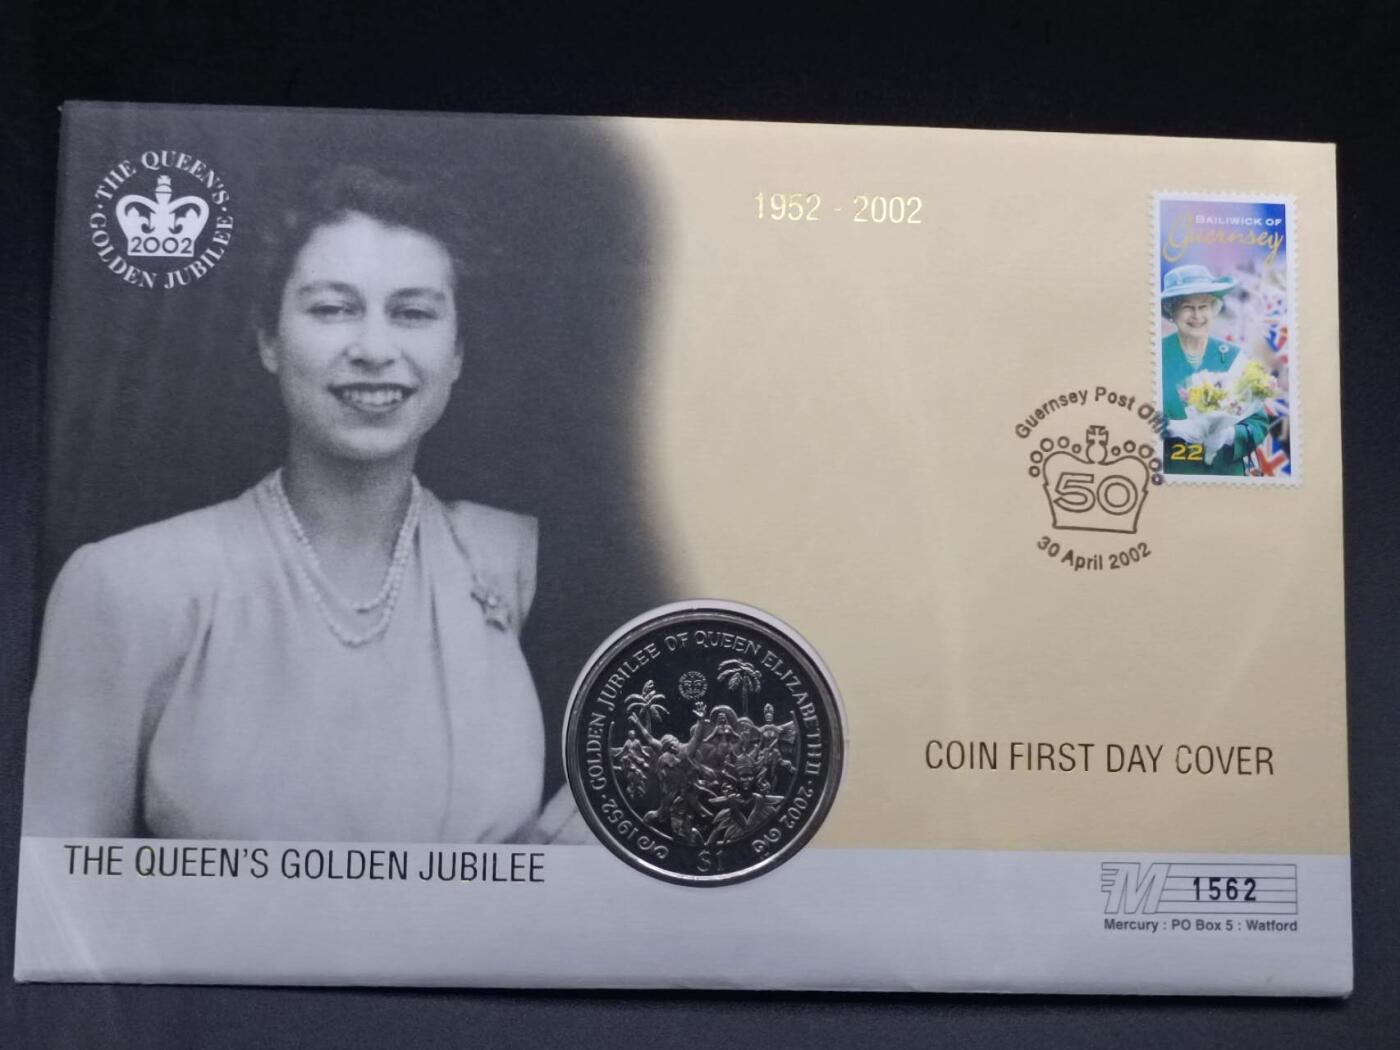 · THE QUEEN'S ·
2002
GOLDEN JUBILEE
1952 - 2002
BAILIWICK OF
Guernsey
22
Guernsey Post
50
30 April 2002
· GOLDEN JUBILEE OF QUEEN ELIZABETH II ·
1952
2002
$1
COIN FIRST DAY COVER
THE QUEEN'S GOLDEN JUBILEE
M 1562
Mercury : PO Box 5 : Watford